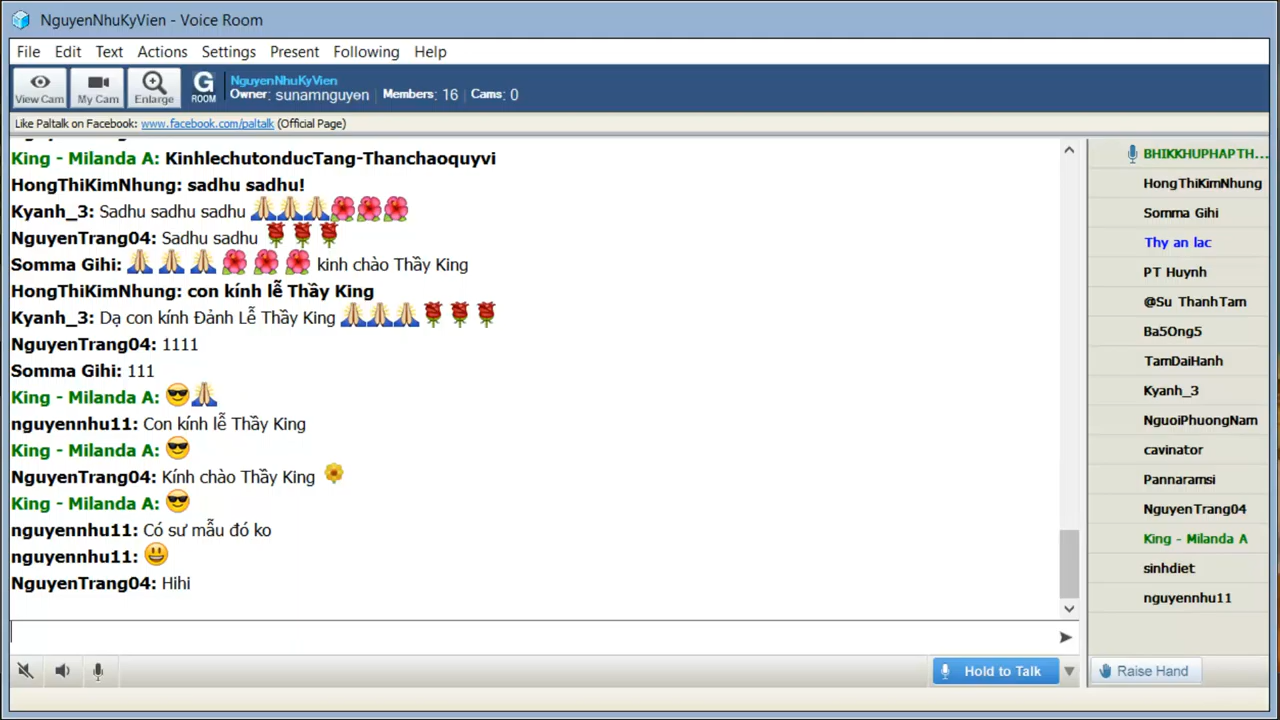 NguyenNhuKyVien - Voice Room
File Edit Text Actions Settings Present Following Help
View Cam My Cam Enlarge G ROOM
NguyenNhuKyVien
Owner: sunamnguyen Members: 16 Cams: 0
Like Paltalk on Facebook: www.facebook.com/paltalk (Official Page)
King - Milanda A: KinhlechutonducTang-Thanchaoquyvi
HongThiKimNhung: sadhu sadhu!
Kyanh_3: Sadhu sadhu sadhu 🙏🙏🙏🌺🌺🌺
NguyenTrang04: Sadhu sadhu 🌹🌹🌹
Somma Gihi: 🙏🙏🙏🌺🌺🌺 kinh chào Thầy King
HongThiKimNhung: con kính lễ Thầy King
Kyanh_3: Dạ con kính Đảnh Lễ Thầy King 🙏🙏🙏🌹🌹🌹
NguyenTrang04: 1111
Somma Gihi: 111
King - Milanda A: 😎🙏
nguyennhu11: Con kính lễ Thầy King
King - Milanda A: 😎
NguyenTrang04: Kính chào Thầy King 🌼
King - Milanda A: 😎
nguyennhu11: Có sư mẫu đó ko
nguyennhu11: 😃
NguyenTrang04: Hihi
BHIKKHUPHAPTH...
HongThiKimNhung
Somma Gihi
Thy an lac
PT Huynh
@Su ThanhTam
Ba5Ong5
TamDaiHanh
Kyanh_3
NguoiPhuongNam
cavinator
Pannaramsi
NguyenTrang04
King - Milanda A
sinhdiet
nguyennhu11
Hold to Talk
Raise Hand